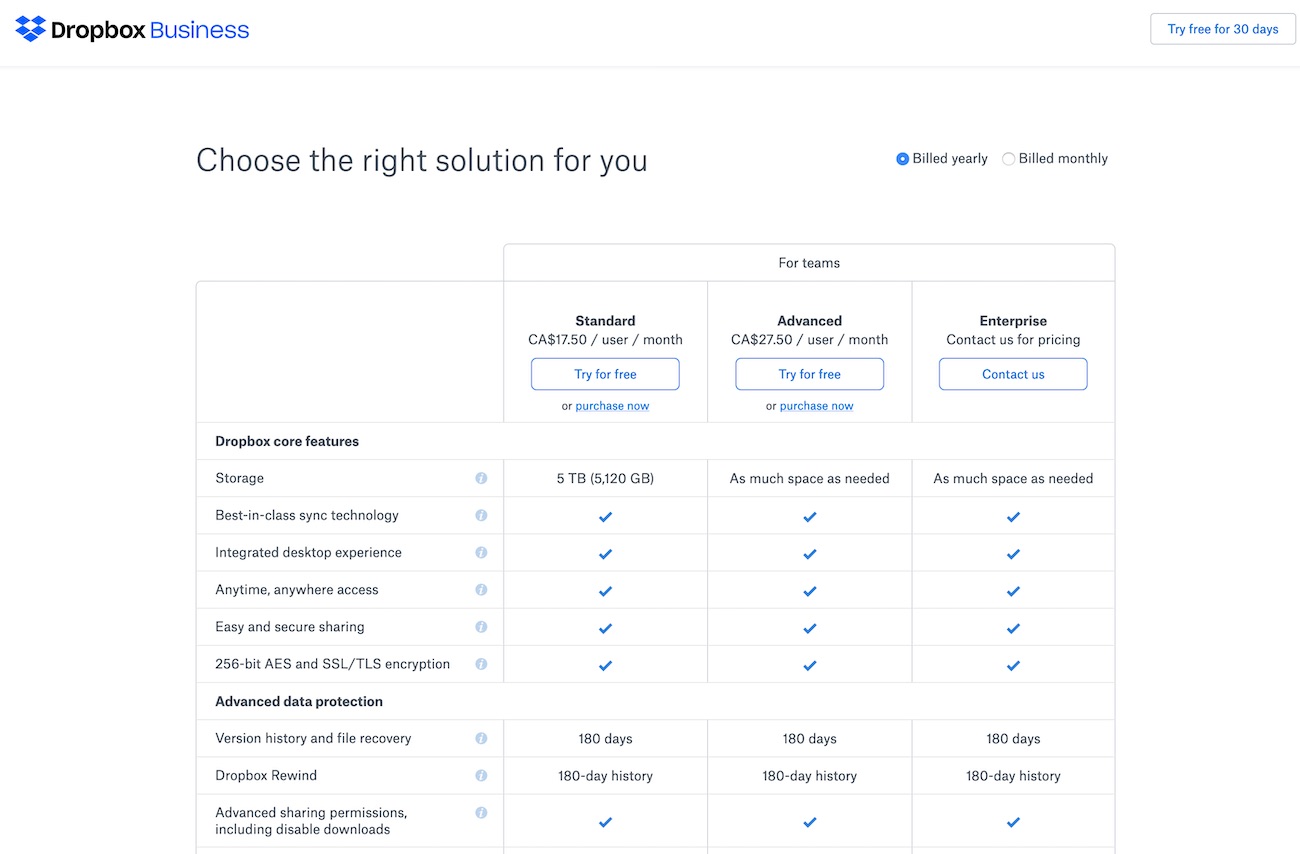 Dropbox Business
Try free for 30 days
Choose the right solution for you
Billed yearly Billed monthly
For teams
Standard Advanced Enterprise
CA$17.50 / user / month CA$27.50 / user / month Contact us for pricing
Try for free Try for free Contact us
or purchase now or purchase now
Dropbox core features
Storage i 5 TB (5,120 GB) As much space as needed As much space as needed
Best-in-class sync technology i
Integrated desktop experience i
Anytime, anywhere access i
Easy and secure sharing i
256-bit AES and SSL/TLS encryption i
Advanced data protection
Version history and file recovery i 180 days 180 days 180 days
Dropbox Rewind i 180-day history 180-day history 180-day history
Advanced sharing permissions, i
including disable downloads